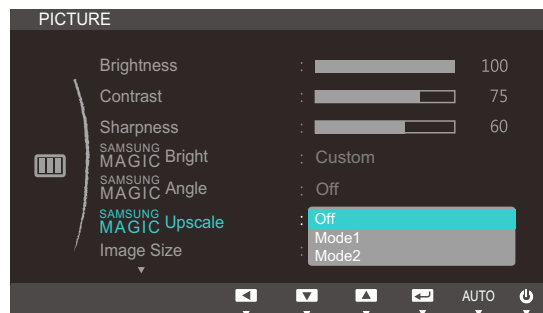 PICTURE
Brightness : 100
Contrast : 75
Sharpness : 60
SAMSUNG MAGIC Bright : Custom
SAMSUNG MAGIC Angle : Off
SAMSUNG MAGIC Upscale : Off
Mode1
Image Size : Mode2
AUTO